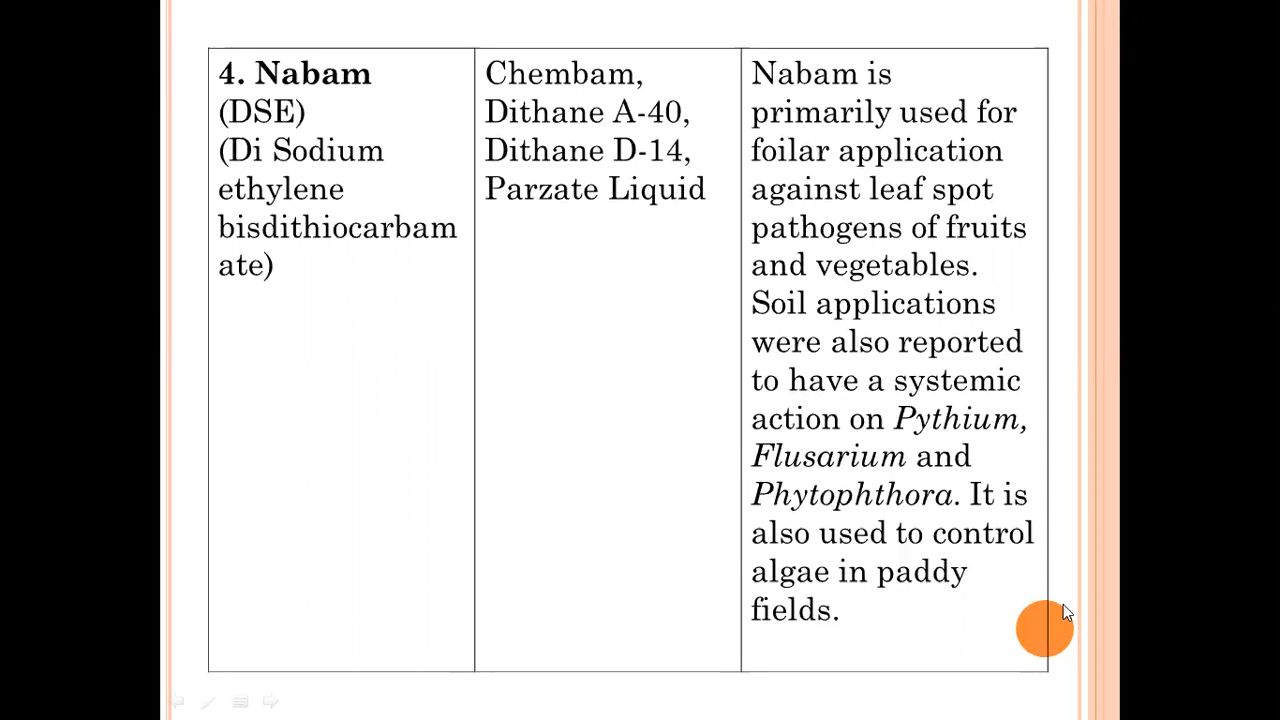 4. Nabam
(DSE)
(Di Sodium
ethylene
bisdithiocarbam
ate)
Chembam,
Dithane A-40,
Dithane D-14,
Parzate Liquid
Nabam is
primarily used for
foilar application
against leaf spot
pathogens of fruits
and vegetables.
Soil applications
were also reported
to have a systemic
action on Pythium,
Flusarium and
Phytophthora. It is
also used to control
algae in paddy
fields.